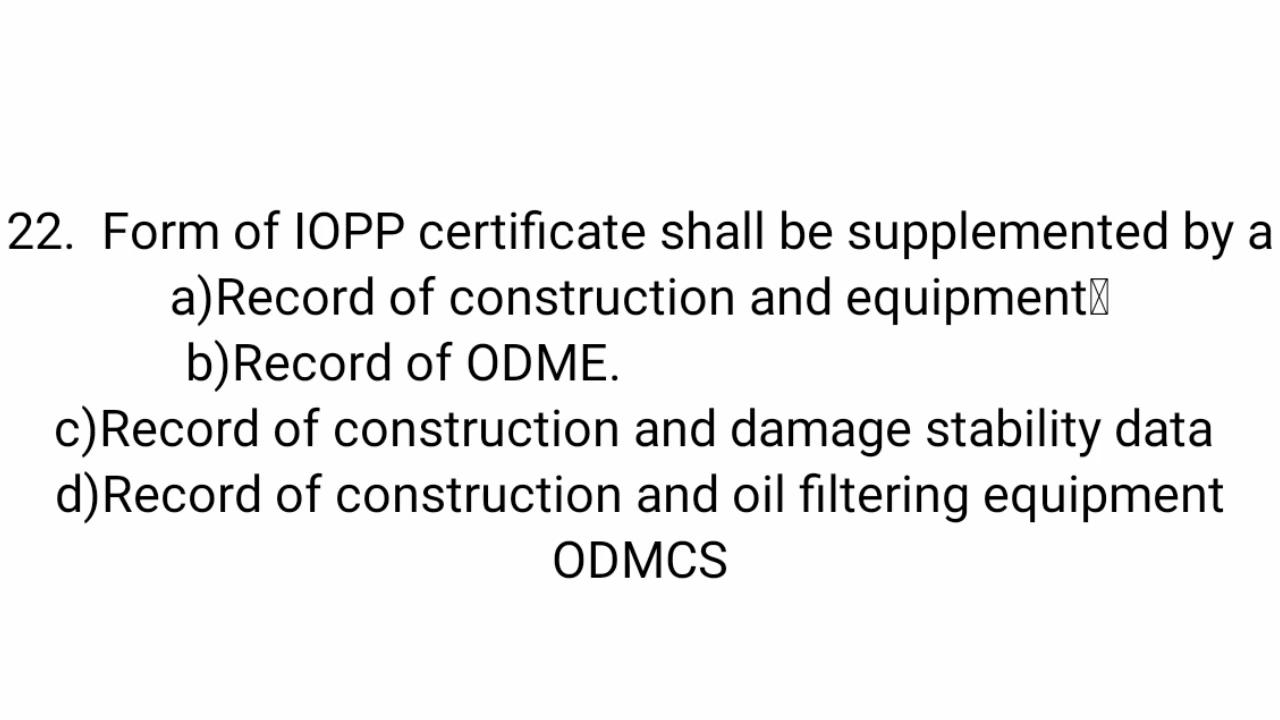 22.  Form of IOPP certificate shall be supplemented by a
a)Record of construction and equipment
b)Record of ODME.
c)Record of construction and damage stability data
d)Record of construction and oil filtering equipment
ODMCS